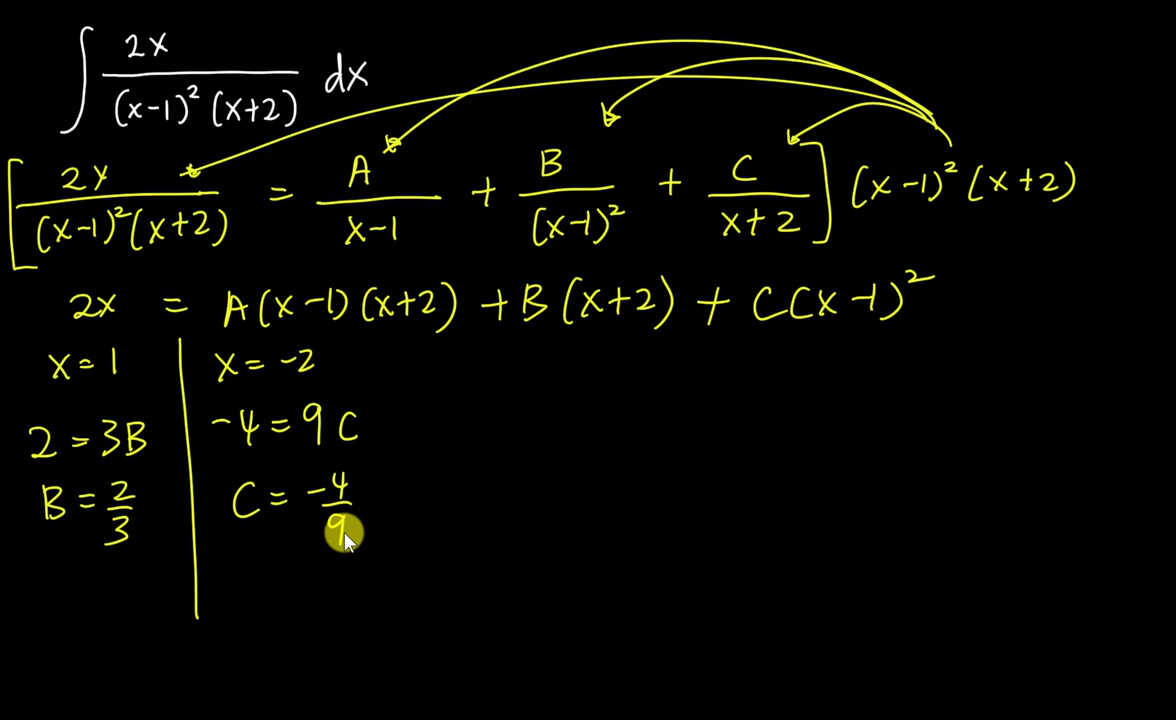 ∫ 2x / ((x-1)² (x+2)) dx
[ 2x / ((x-1)²(x+2)) = A / (x-1) + B / (x-1)² + C / (x+2) ] (x-1)² (x+2)
2x = A(x-1)(x+2) + B(x+2) + C(x-1)²
x = 1
2 = 3B
B = 2/3
x = -2
-4 = 9C
C = -4/9